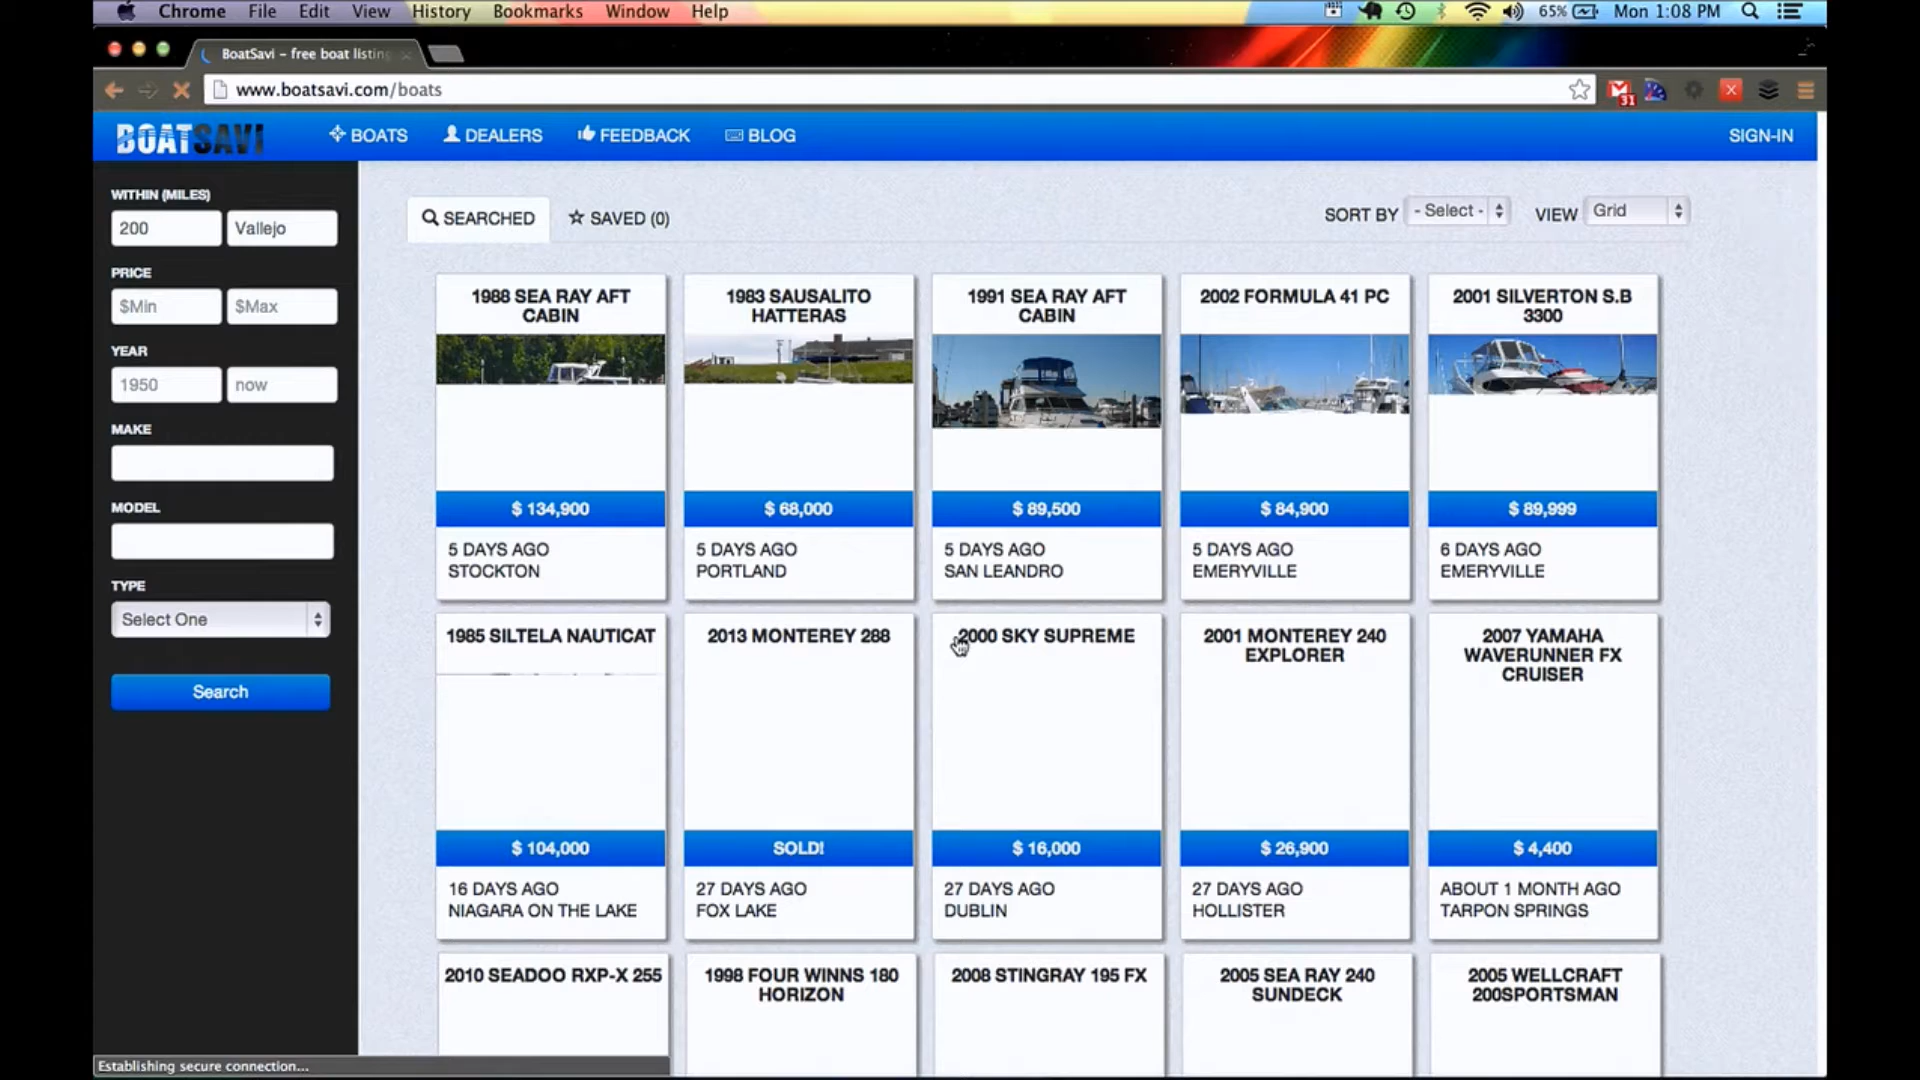 Chrome File Edit View History Bookmarks Window Help 65% Mon 1:08 PM
BoatSavi – free boat listing
www.boatsavi.com/boats 31
BOATSAVI BOATS DEALERS FEEDBACK BLOG SIGN-IN
WITHIN (MILES)
200 Vallejo
PRICE
$Min $Max
YEAR
1950 now
MAKE
MODEL
TYPE
Select One
Search
SEARCHED SAVED (0) SORT BY - Select - VIEW Grid
1988 SEA RAY AFT
CABIN
$ 134,900
5 DAYS AGO
STOCKTON
1983 SAUSALITO
HATTERAS
$ 68,000
5 DAYS AGO
PORTLAND
1991 SEA RAY AFT
CABIN
$ 89,500
5 DAYS AGO
SAN LEANDRO
2002 FORMULA 41 PC
$ 84,900
5 DAYS AGO
EMERYVILLE
2001 SILVERTON S.B
3300
$ 89,999
6 DAYS AGO
EMERYVILLE
1985 SILTELA NAUTICAT
$ 104,000
16 DAYS AGO
NIAGARA ON THE LAKE
2013 MONTEREY 288
SOLD!
27 DAYS AGO
FOX LAKE
2000 SKY SUPREME
$ 16,000
27 DAYS AGO
DUBLIN
2001 MONTEREY 240
EXPLORER
$ 26,900
27 DAYS AGO
HOLLISTER
2007 YAMAHA
WAVERUNNER FX
CRUISER
$ 4,400
ABOUT 1 MONTH AGO
TARPON SPRINGS
2010 SEADOO RXP-X 255
1998 FOUR WINNS 180
HORIZON
2008 STINGRAY 195 FX
2005 SEA RAY 240
SUNDECK
2005 WELLCRAFT
200SPORTSMAN
Establishing secure connection...